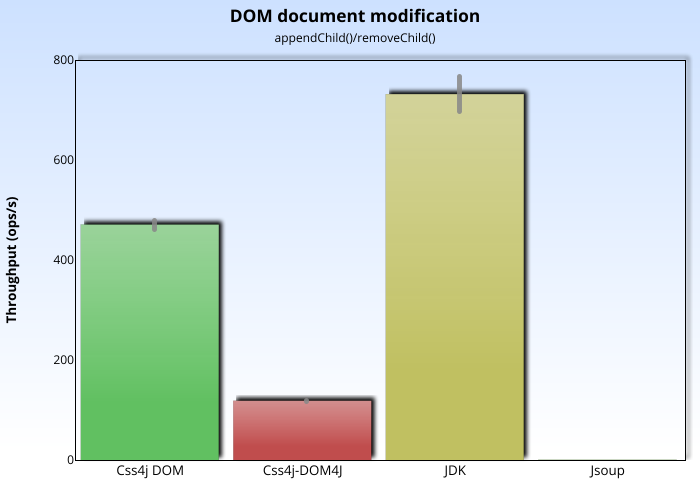 DOM document modification
appendChild()/removeChild()
Throughput (ops/s)
800
600
400
200
0
Css4j DOM
Css4j-DOM4J
JDK
Jsoup